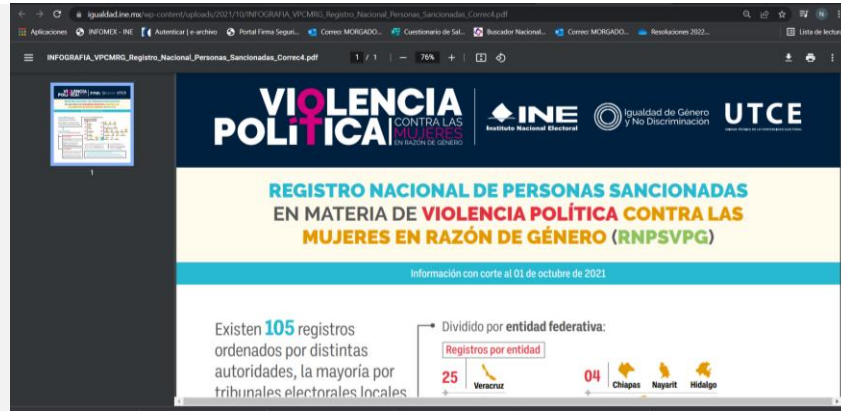 igualdad.ine.mx/wp-content/uploads/2021/10/INFOGRAFIA_VPCMRG_Registro_Nacional_Personas_Sancionadas_Correc4.pdf
Aplicaciones INFOMEX - INE Autenticar | e-archivo Portal Firma Seguri... Correo: MORGADO... Cuestionario de Sal... Buscador Nacional... Correo: MORGADO... Resoluciones 2022... Lista de lectura
INFOGRAFIA_VPCMRG_Registro_Nacional_Personas_Sancionadas_Correc4.pdf 1 / 1 76%
1
VIOLENCIA
POLÍTICA
CONTRA LAS
MUJERES
EN RAZÓN DE GÉNERO
INE
Instituto Nacional Electoral
Igualdad de Género
y No Discriminación
UTCE
REGISTRO NACIONAL DE PERSONAS SANCIONADAS
EN MATERIA DE VIOLENCIA POLÍTICA CONTRA LAS
MUJERES EN RAZÓN DE GÉNERO (RNPSVPG)
Información con corte al 01 de octubre de 2021
Existen 105 registros
ordenados por distintas
autoridades, la mayoría por
tribunales electorales locales
Dividido por entidad federativa:
Registros por entidad
25 Veracruz
04 Chiapas Nayarit Hidalgo